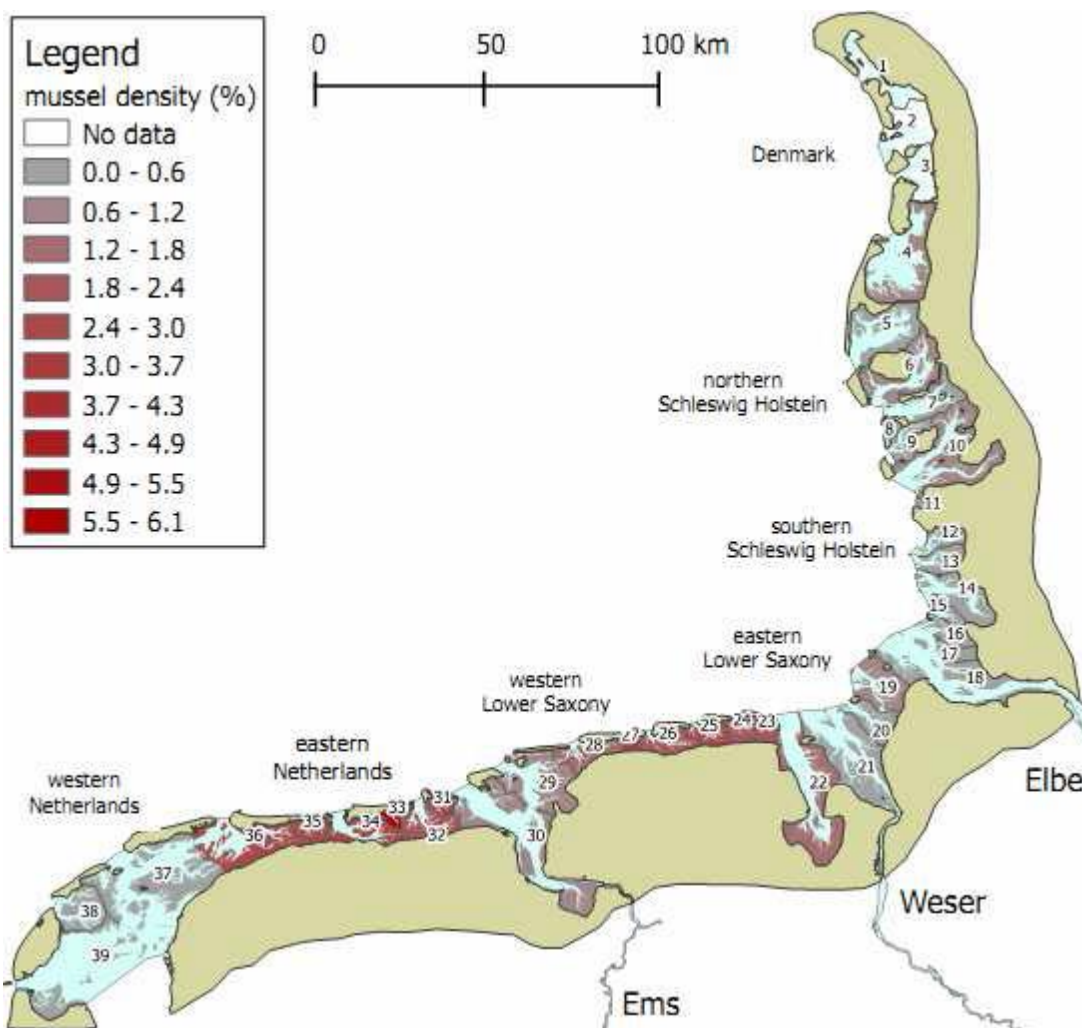 Legend
mussel density (%)
No data
0.0 - 0.6
0.6 - 1.2
1.2 - 1.8
1.8 - 2.4
2.4 - 3.0
3.0 - 3.7
3.7 - 4.3
4.3 - 4.9
4.9 - 5.5
5.5 - 6.1
0 50 100 km
1
2
Denmark
3
4
5
6
northern
Schleswig Holstein
7
8
9
10
11
southern
Schleswig Holstein
12
13
14
15
16
17
18
eastern
Lower Saxony
19
20
21
22
western
Lower Saxony
23
24
25
26
27
28
29
30
eastern
Netherlands
31
32
33
34
35
36
western
Netherlands
37
38
39
Elbe
Weser
Ems